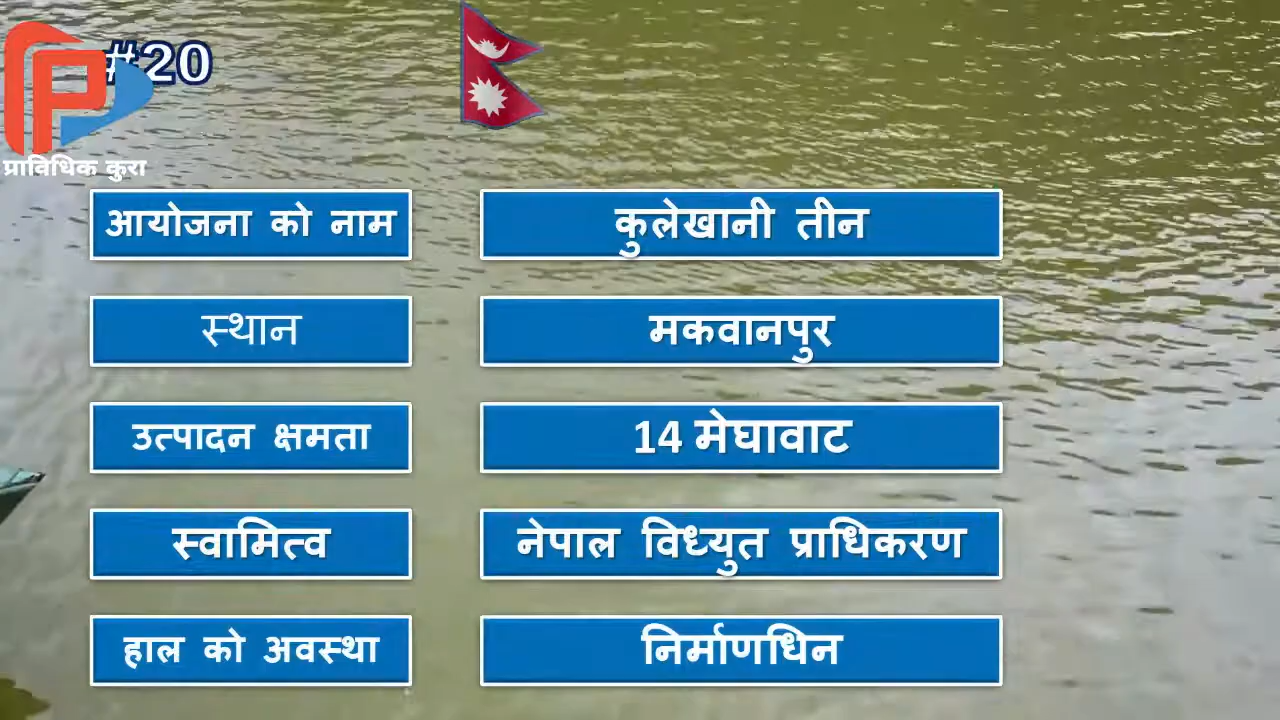 #20
प्राविधिक कुरा
आयोजना को नाम
कुलेखानी तीन
स्थान
मकवानपुर
उत्पादन क्षमता
14 मेघावाट
स्वामित्व
नेपाल विध्युत प्राधिकरण
हाल को अवस्था
निर्माणधिन